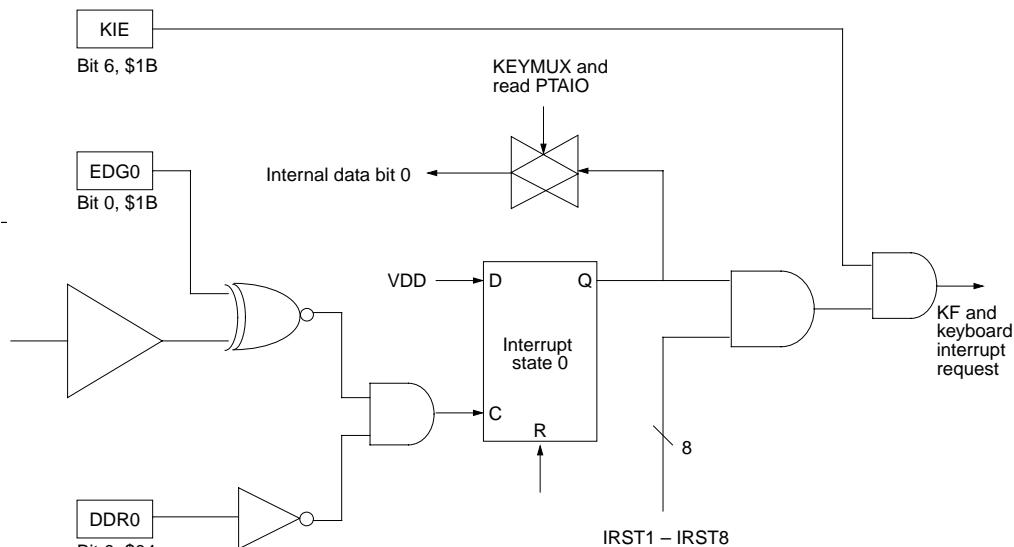 KIE
Bit 6, $1B
KEYMUX and
read PTAIO
EDG0
Bit 0, $1B
Internal data bit 0
VDD
D
Q
Interrupt
state 0
C
R
8
KF and
keyboard
interrupt
request
DDR0
IRST1 – IRST8